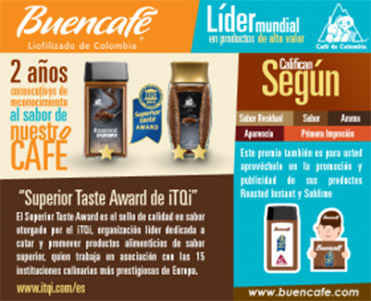 Buencafé®
Liofilizado de Colombia
Líder mundial
en productos de alto valor
Café de Colombia
2 años
consecutivos de
reconocimiento
al sabor de
nuestro
CAFÉ
Roasted
Superior
taste
AWARD
Califican
Según
Sabor Residual
Sabor
Aroma
Apariencia
Primera Impresión
Este premio también es para usted
aprovéchelo en la promoción y
publicidad de sus productos
Roasted Instant y Sublime
"Superior Taste Award de iTQi"
El Superior Taste Award es el sello de calidad en sabor
otorgado por el iTQi, organización líder dedicada a
catar y promover productos alimenticios de sabor
superior, quien trabaja en asociación con las 15
instituciones culinarias más prestigiosas de Europa.
www.itqi.com/es
BUENCAFÉ
www.buencafe.com